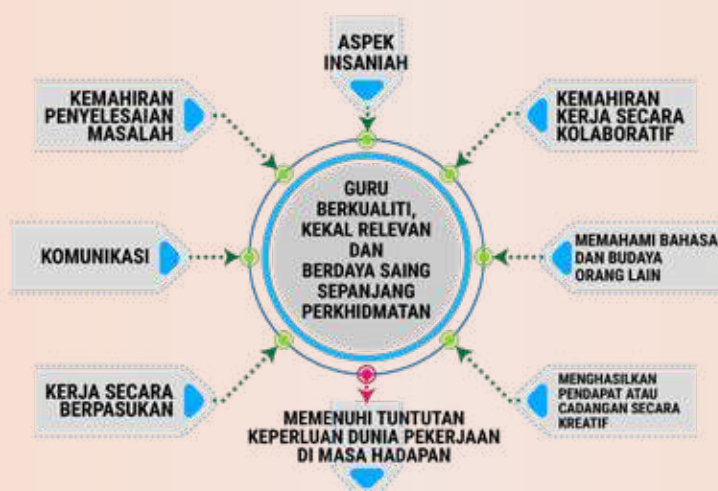 ASPEK
INSANIAH
KEMAHIRAN
PENYELESAIAN
MASALAH
KEMAHIRAN
KERJA SECARA
KOLABORATIF
GURU
BERKUALITI,
KEKAL RELEVAN
DAN
BERDAYA SAING
SEPANJANG
PERKHIDMATAN
KOMUNIKASI
MEMAHAMI BAHASA
DAN BUDAYA
ORANG LAIN
KERJA SECARA
BERPASUKAN
MENGHASILKAN
PENDAPAT ATAU
CADANGAN SECARA
KREATIF
MEMENUHI TUNTUTAN
KEPERLUAN DUNIA PEKERJAAN
DI MASA HADAPAN